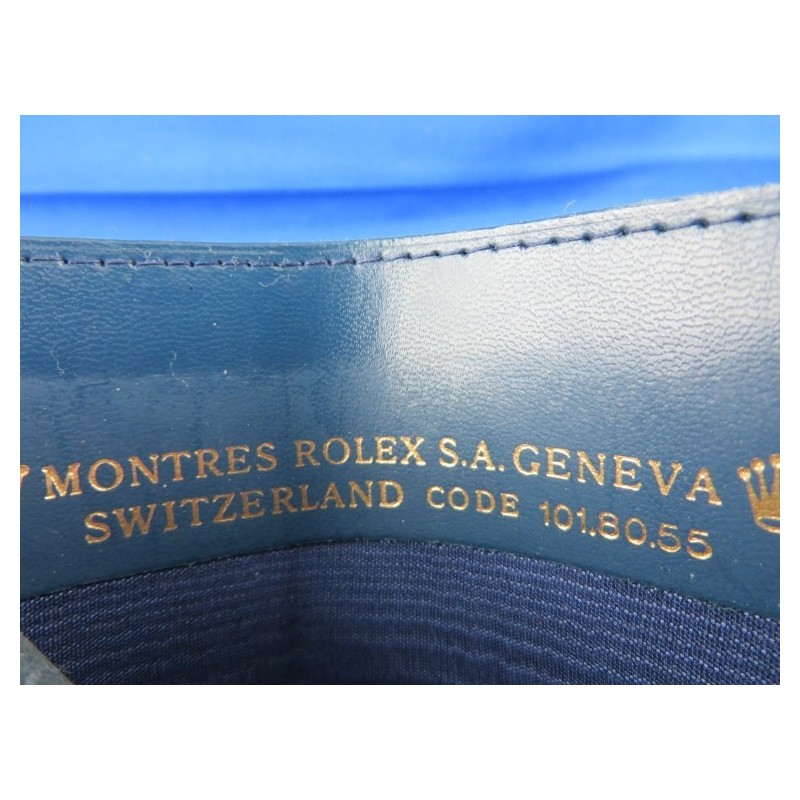 MONTRES ROLEX S.A. GENEVA
SWITZERLAND CODE 101.80.55